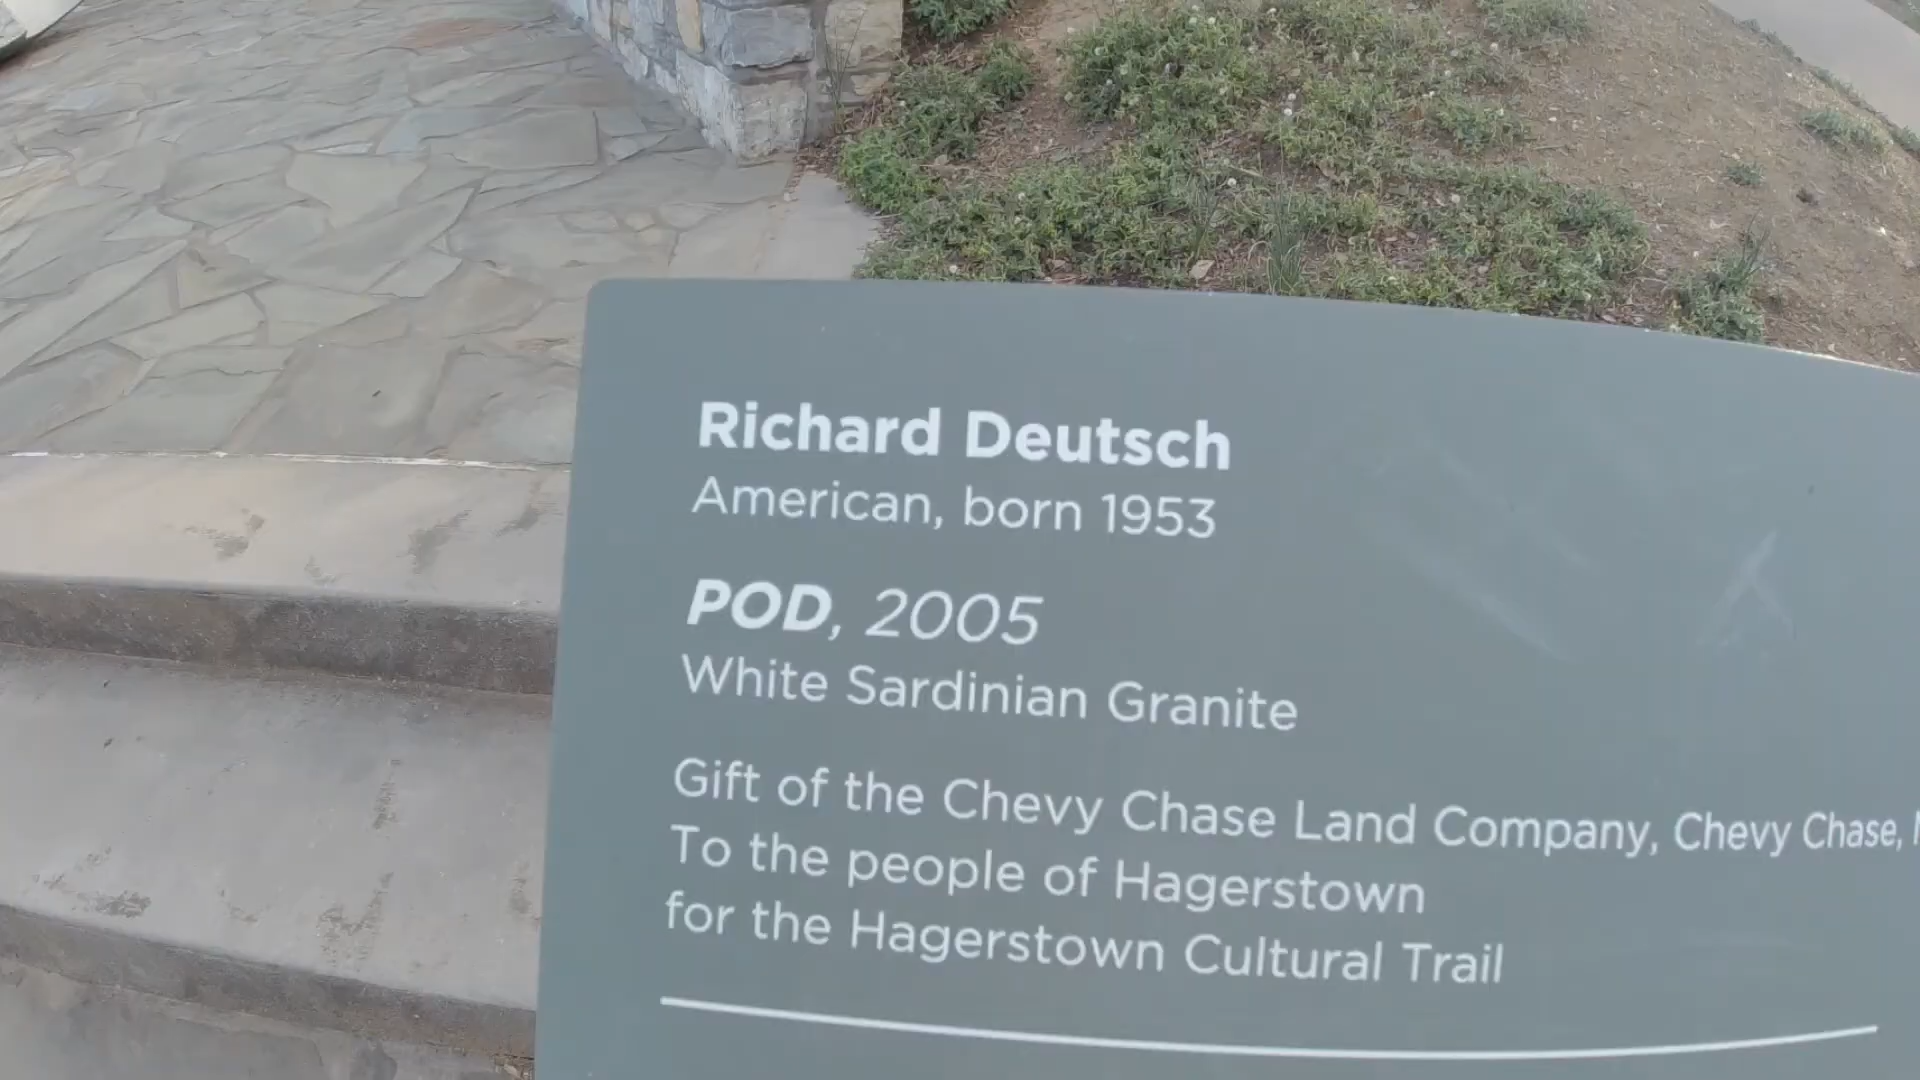 Richard Deutsch
American, born 1953
POD, 2005
White Sardinian Granite
Gift of the Chevy Chase Land Company, Chevy Chase,
To the people of Hagerstown
for the Hagerstown Cultural Trail